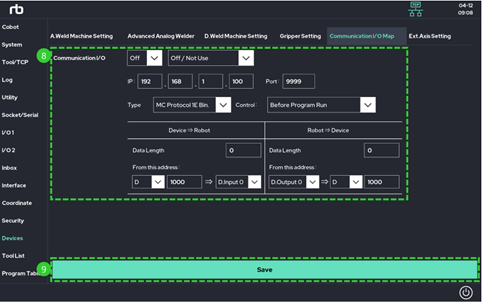 rb
04-12
09:08
Cobot
System
Tool/TCP
Log
Utility
Socket/Serial
I/O 1
I/O 2
Inbox
Interface
Coordinate
Security
Devices
Tool List
Program Table
A.Weld Machine Setting
Advanced Analog Welder
D.Weld Machine Setting
Gripper Setting
Communication I/O Map
Ext.Axis Setting
8
Communication I/O
Off
Off / Not Use
IP : 192 . 168 . 1 . 100 Port : 9999
Type MC Protocol 1E Bin. Control : Before Program Run
Device ⇒ Robot
Robot ⇒ Device
Data Length 0
Data Length 0
From this address :
From this address :
D 1000 ⇒ D.Input 0
D.Output 0 ⇒ D 1000
9
Save